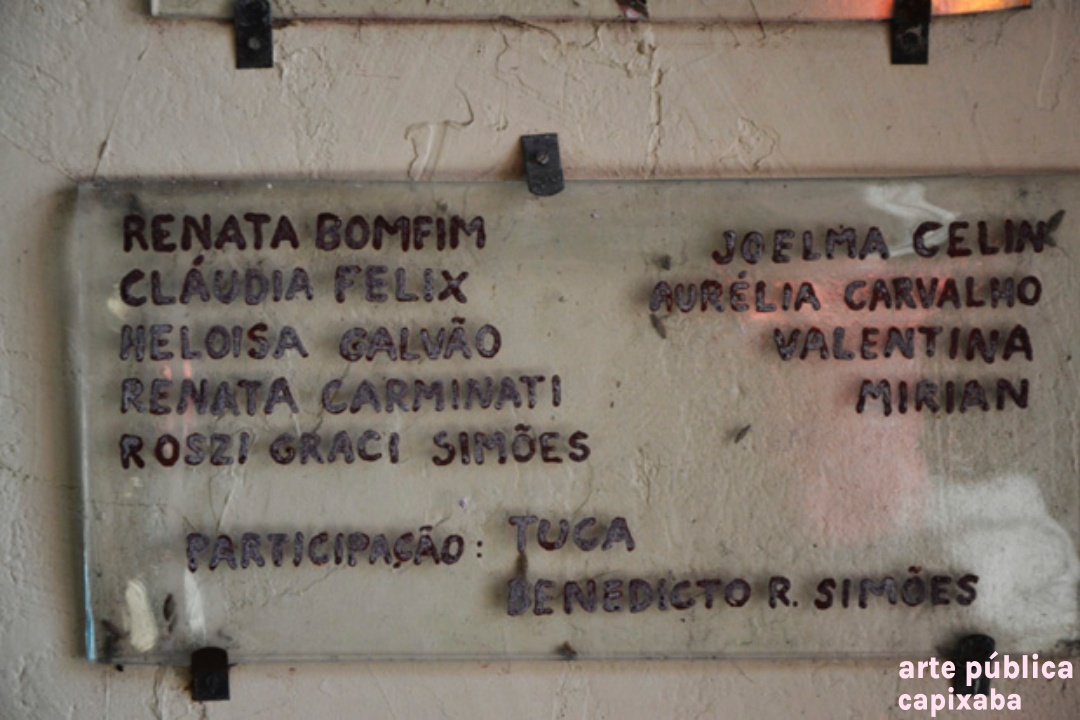 RENATA BOMFIM
CLÁUDIA FELIX
HELOISA GALVÃO
RENATA CARMINATI
ROSZI GRACI SIMÕES
JOELMA CELIN
AURÉLIA CARVALHO
VALENTINA
MIRIAN
PARTICIPAÇÃO: TUCA
BENEDICTO R. SIMÕES
arte pública
capixaba